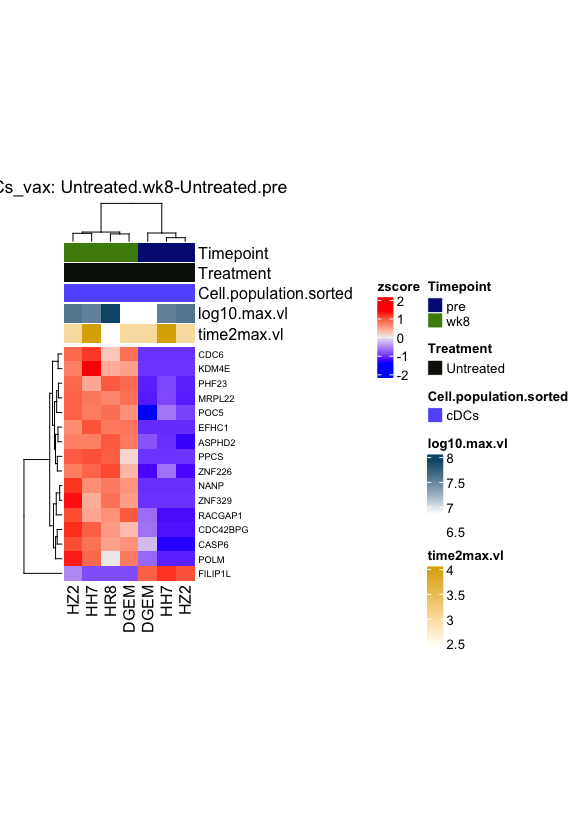 Cs_vax: Untreated.wk8-Untreated.pre
Timepoint
Treatment
Cell.population.sorted
log10.max.vl
time2max.vl
CDC6
KDM4E
PHF23
MRPL22
POC5
EFHC1
ASPHD2
PPCS
ZNF226
NANP
ZNF329
RACGAP1
CDC42BPG
CASP6
POLM
FILIP1L
HZ2
HH7
HR8
DGEM
DGEM
HH7
HZ2
zscore
2
1
0
-1
-2
Timepoint
pre
wk8
Treatment
Untreated
Cell.population.sorted
cDCs
log10.max.vl
8
7.5
7
6.5
time2max.vl
4
3.5
3
2.5